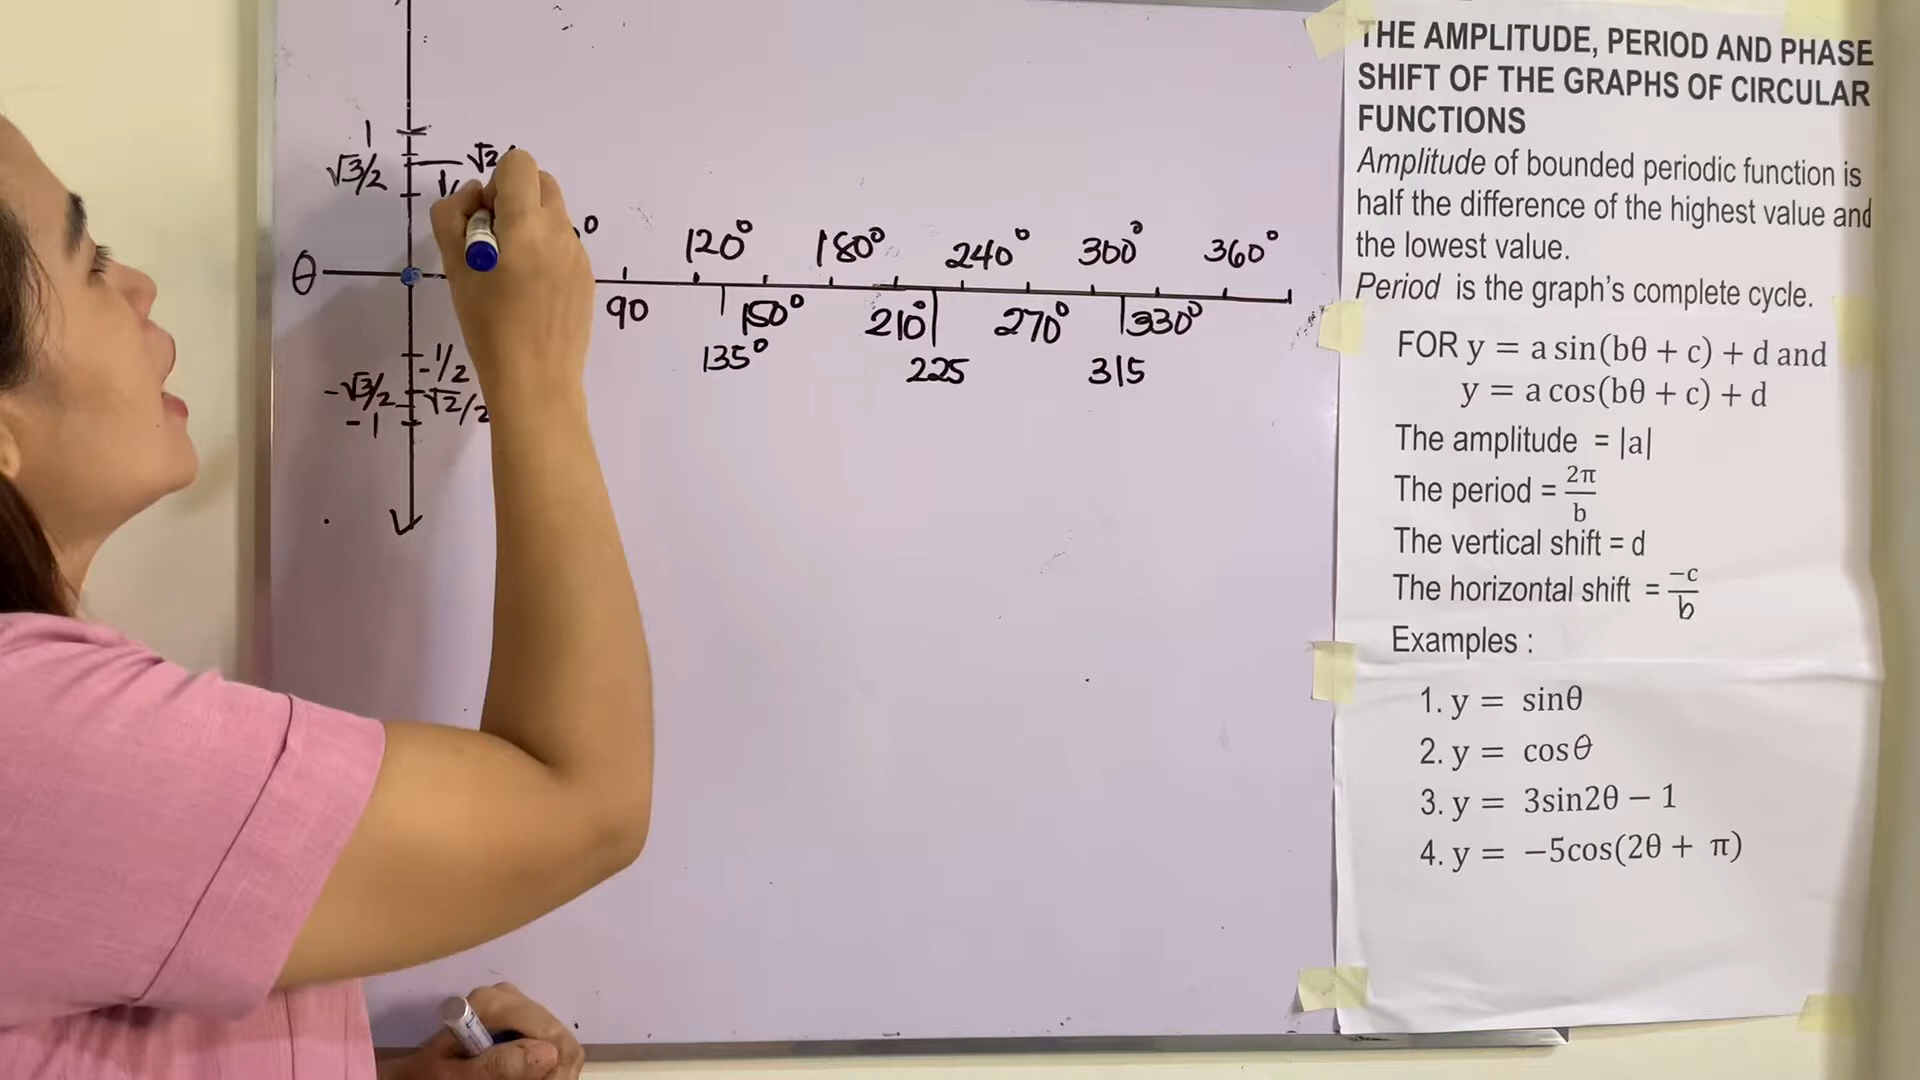 1
√3/2
√2
θ
120° 180° 240° 300° 360°
90 150° 210° 270° 330°
135° 225 315
-1/2
-√3/2 √2/2
-1
THE AMPLITUDE, PERIOD AND PHASE
SHIFT OF THE GRAPHS OF CIRCULAR
FUNCTIONS
Amplitude of bounded periodic function is
half the difference of the highest value and
the lowest value.
Period is the graph's complete cycle.
FOR y = a sin(bθ + c) + d and
y = a cos(bθ + c) + d
The amplitude = |a|
The period = 2π/b
The vertical shift = d
The horizontal shift = −c/b
Examples :
1. y = sinθ
2. y = cosθ
3. y = 3sin2θ − 1
4. y = −5cos(2θ + π)